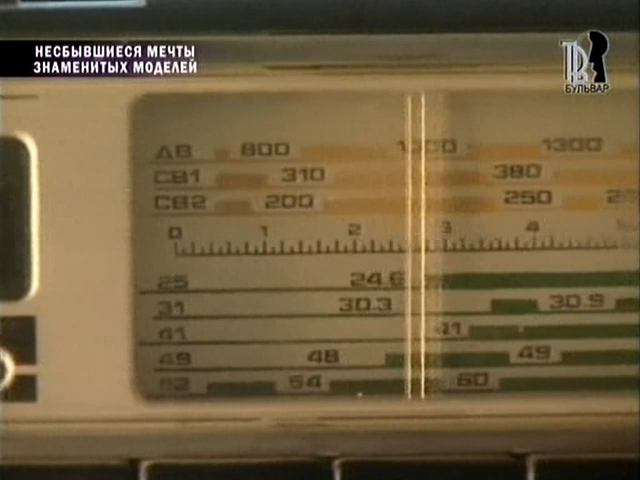 НЕСБЫВШИЕСЯ МЕЧТЫ
ЗНАМЕНИТЫХ МОДЕЛЕЙ
БУЛЬВАР
ДВ 800 1300
СВ1 310 380
СВ2 200 250
0 1 2 3 4
25 24.6
31 30.3 30.9
41 41
49 48 49
52 54 60